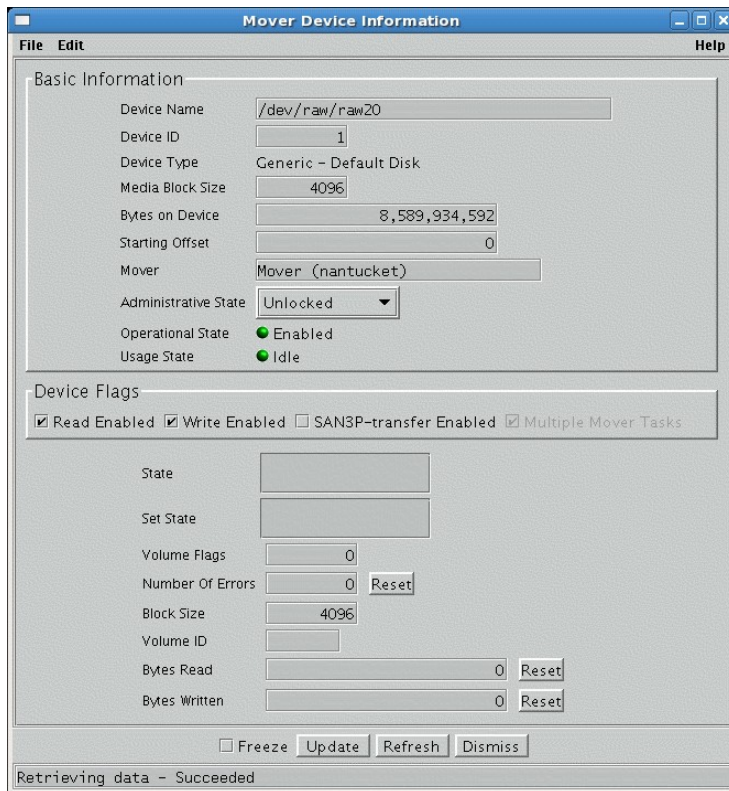 Mover Device Information
File Edit Help
Basic Information
Device Name /dev/raw/raw20
Device ID 1
Device Type Generic - Default Disk
Media Block Size 4096
Bytes on Device 8,589,934,592
Starting Offset 0
Mover Mover (nantucket)
Administrative State Unlocked
Operational State Enabled
Usage State Idle
Device Flags
Read Enabled Write Enabled SAN3P-transfer Enabled Multiple Mover Tasks
State
Set State
Volume Flags 0
Number Of Errors 0 Reset
Block Size 4096
Volume ID
Bytes Read 0 Reset
Bytes Written 0 Reset
Freeze Update Refresh Dismiss
Retrieving data - Succeeded